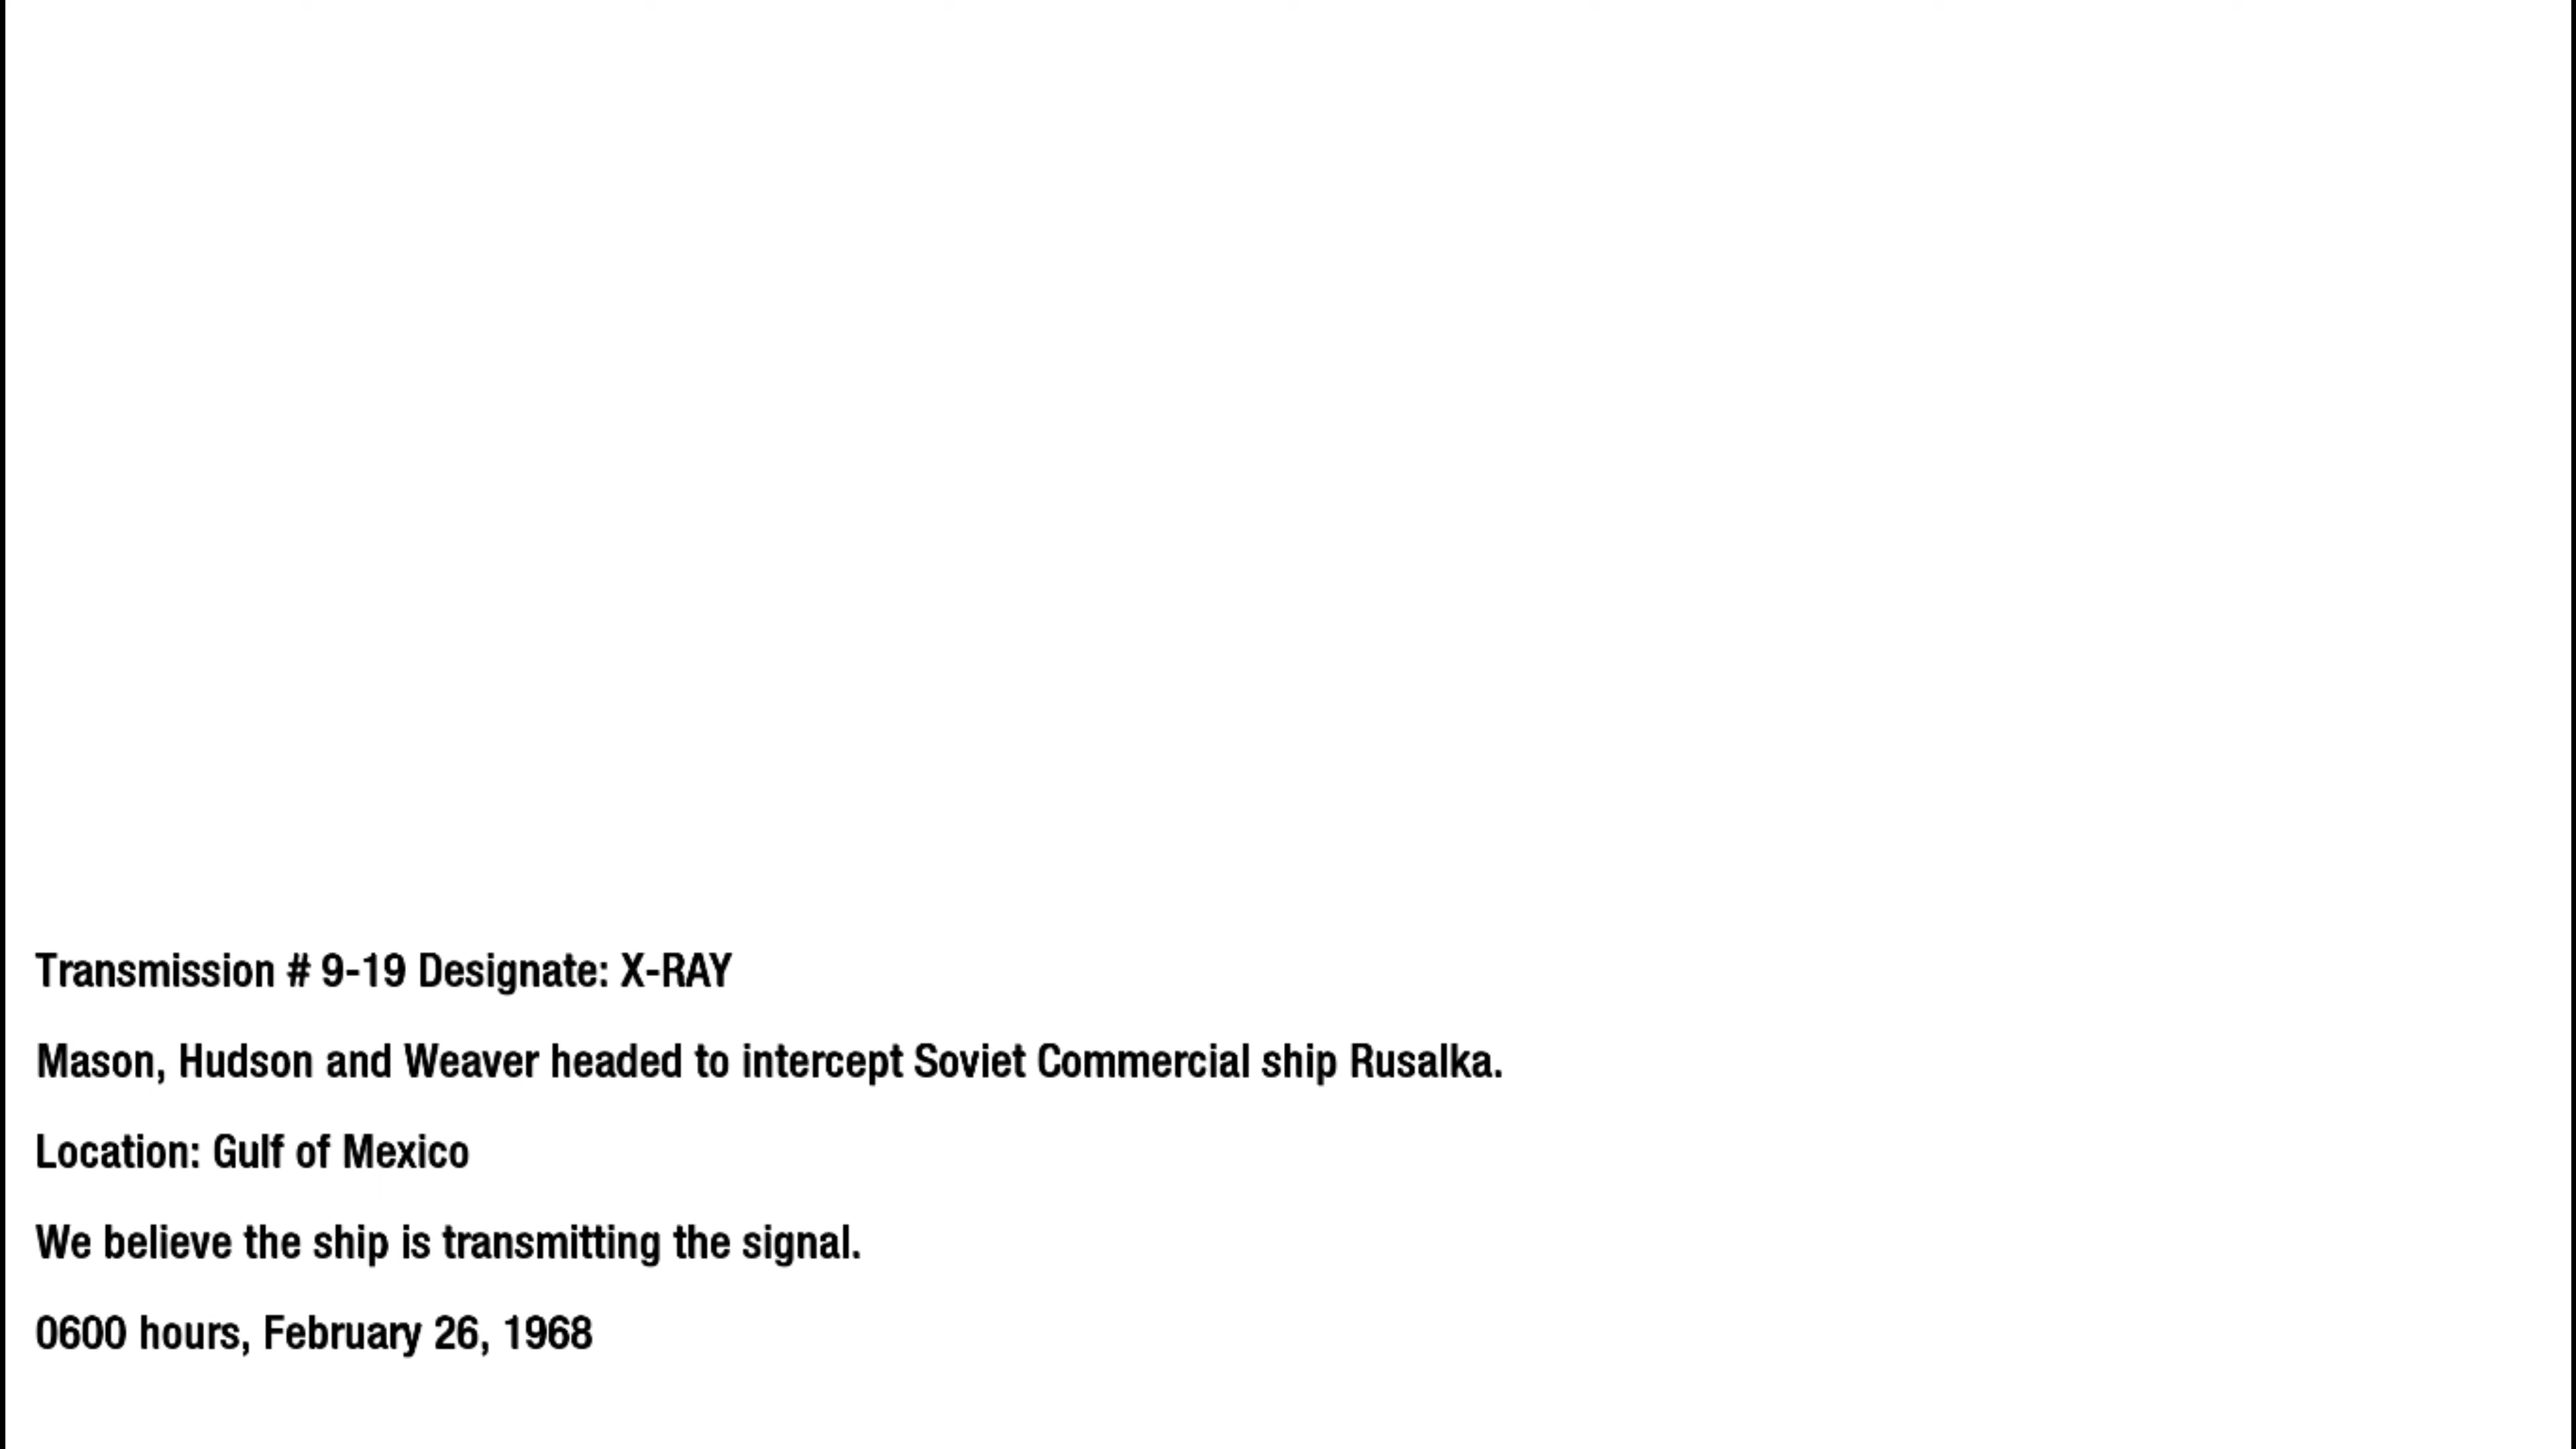 Transmission # 9-19 Designate: X-RAY
Mason, Hudson and Weaver headed to intercept Soviet Commercial ship Rusalka.
Location: Gulf of Mexico
We believe the ship is transmitting the signal.
0600 hours, February 26, 1968